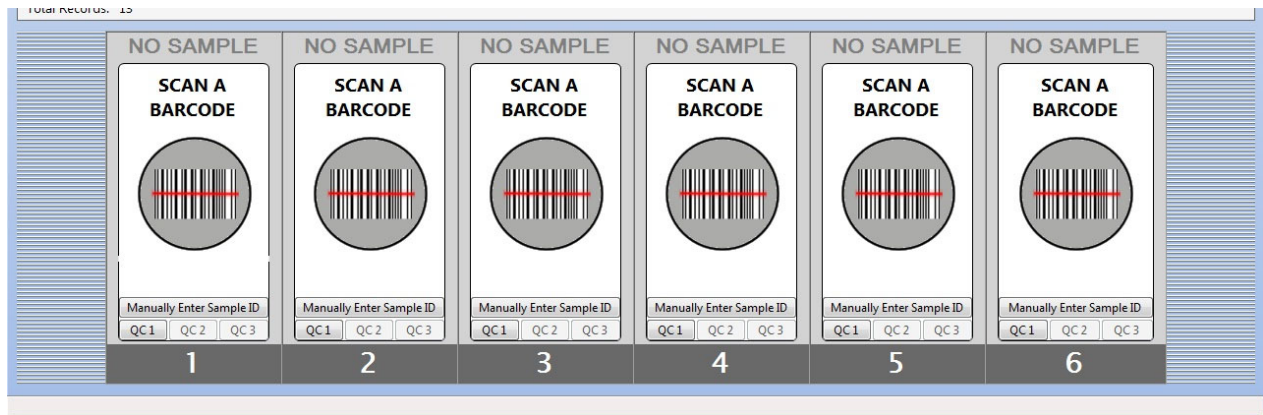 Total Records: 13
NO SAMPLE NO SAMPLE NO SAMPLE NO SAMPLE NO SAMPLE NO SAMPLE
SCAN A SCAN A SCAN A SCAN A SCAN A SCAN A
BARCODE BARCODE BARCODE BARCODE BARCODE BARCODE
Manually Enter Sample ID Manually Enter Sample ID Manually Enter Sample ID Manually Enter Sample ID Manually Enter Sample ID Manually Enter Sample ID
QC 1 QC 2 QC 3 QC 1 QC 2 QC 3 QC 1 QC 2 QC 3 QC 1 QC 2 QC 3 QC 1 QC 2 QC 3 QC 1 QC 2 QC 3
1 2 3 4 5 6